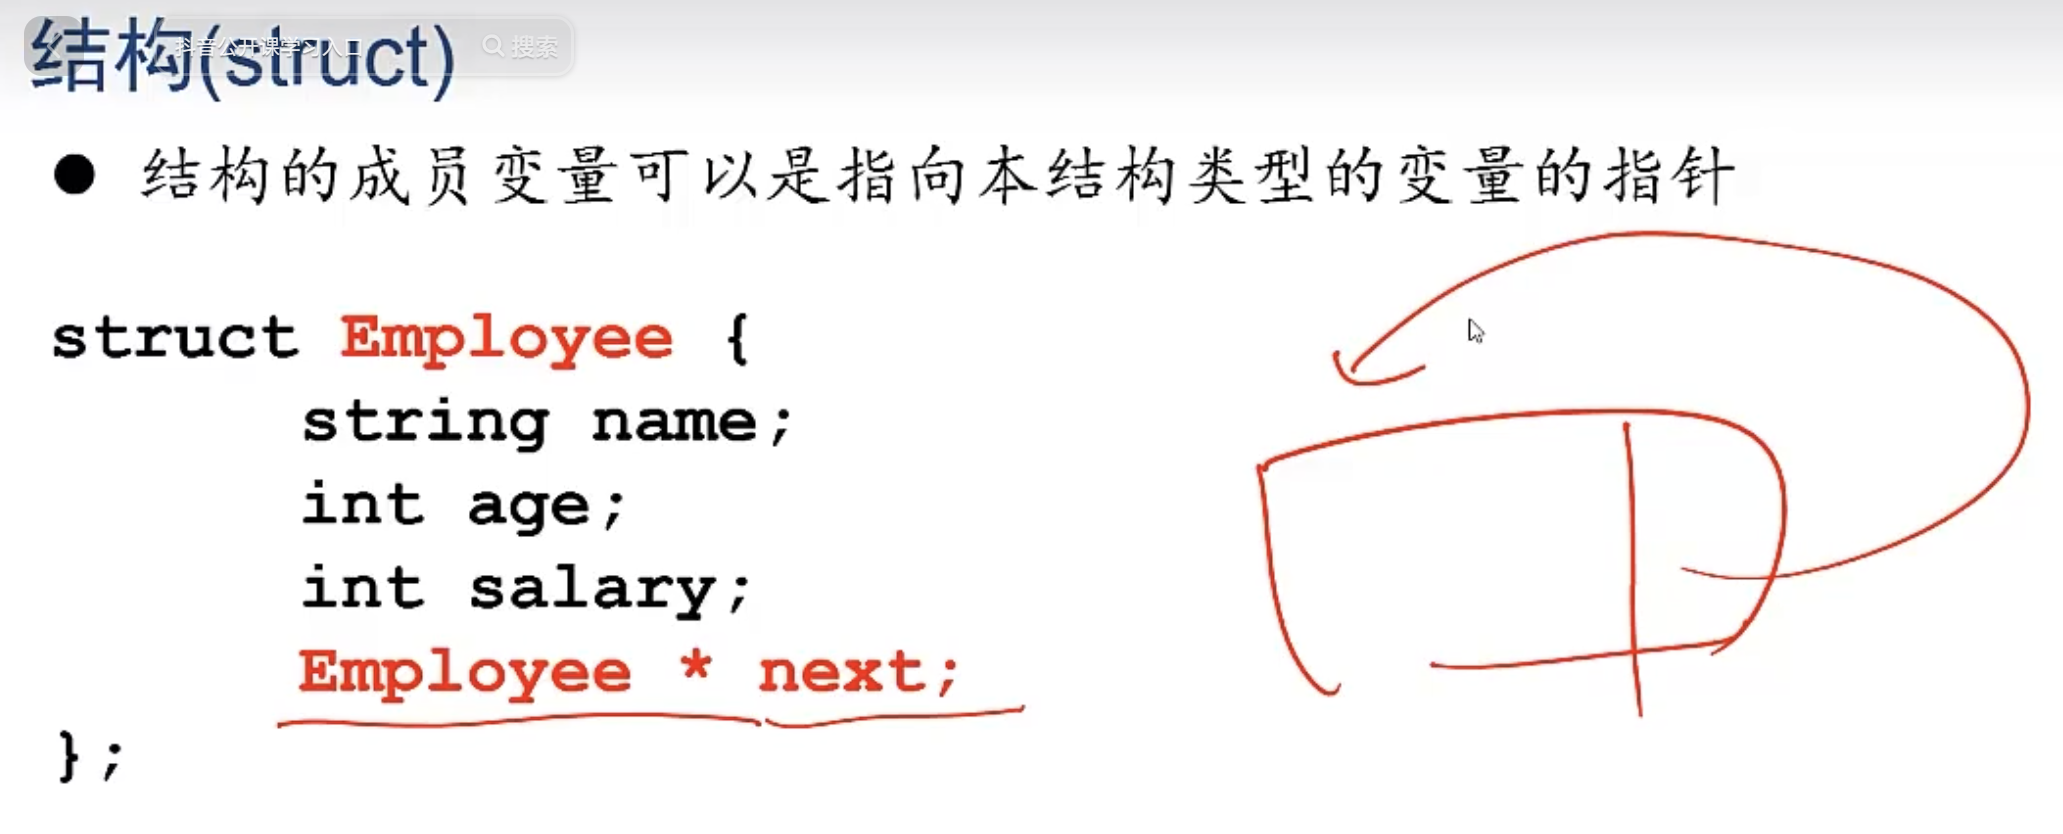 结构(struct)
抖音公开课学习入口
搜索
● 结构的成员变量可以是指向本结构类型的变量的指针
struct Employee {
string name;
int age;
int salary;
Employee * next;
};